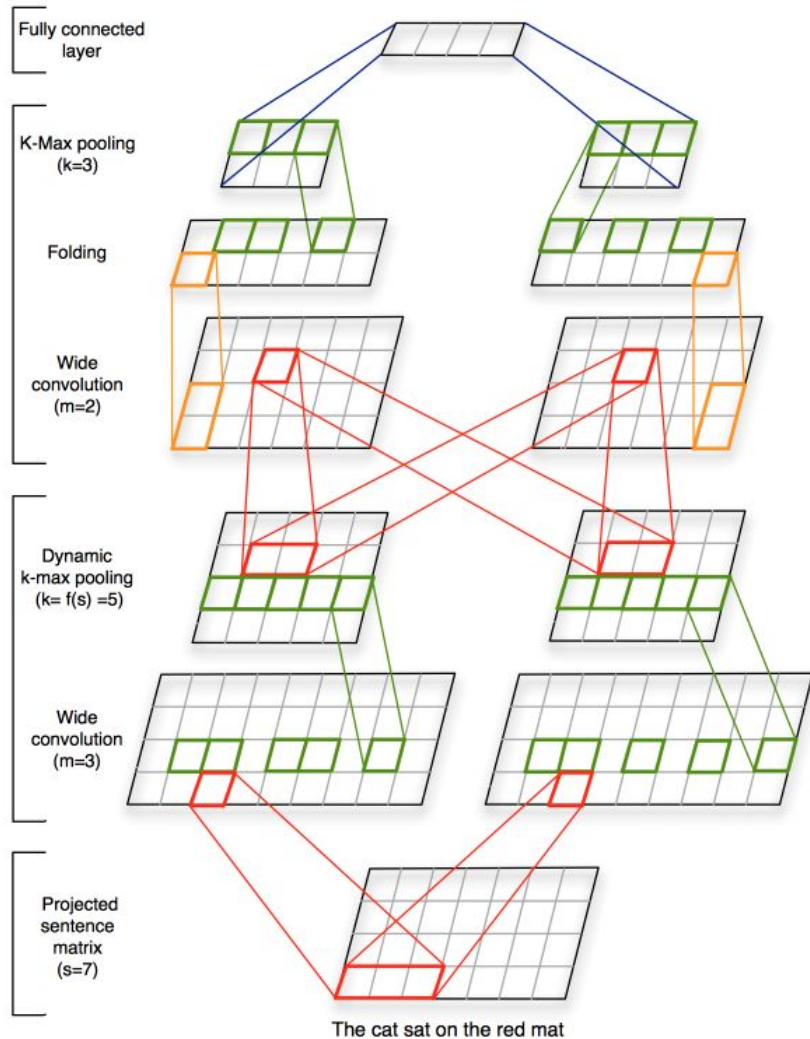 Fully connected
layer
K-Max pooling
(k=3)
Folding
Wide
convolution
(m=2)
Dynamic
k-max pooling
(k= f(s) =5)
Wide
convolution
(m=3)
Projected
sentence
matrix
(s=7)
The cat sat on the red mat